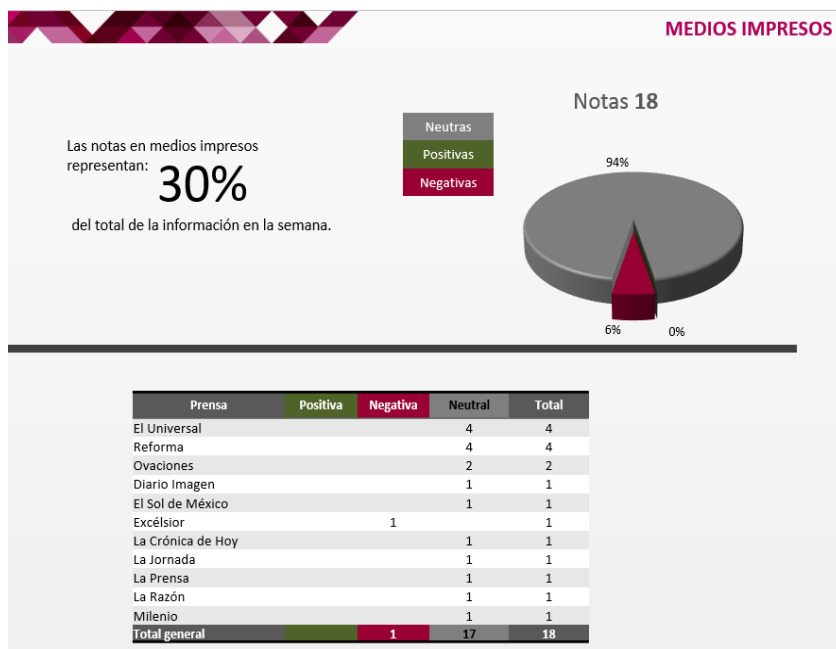 MEDIOS IMPRESOS
Notas 18
Las notas en medios impresos
representan:
30%
del total de la información en la semana.
Neutras
Positivas
Negativas
94%
6%
0%
Prensa Positiva Negativa Neutral Total
El Universal 4 4
Reforma 4 4
Ovaciones 2 2
Diario Imagen 1 1
El Sol de México 1 1
Excélsior 1 1
La Crónica de Hoy 1 1
La Jornada 1 1
La Prensa 1 1
La Razón 1 1
Milenio 1 1
Total general 1 17 18